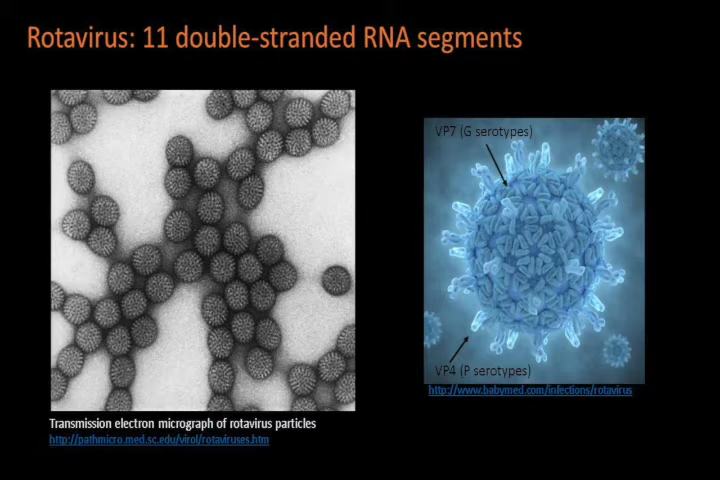 Rotavirus: 11 double-stranded RNA segments
VP7 (G serotypes)
VP4 (P serotypes)
http://www.babymed.com/infections/rotavirus
Transmission electron micrograph of rotavirus particles
http://pathmicro.med.sc.edu/virol/rotaviruses.htm